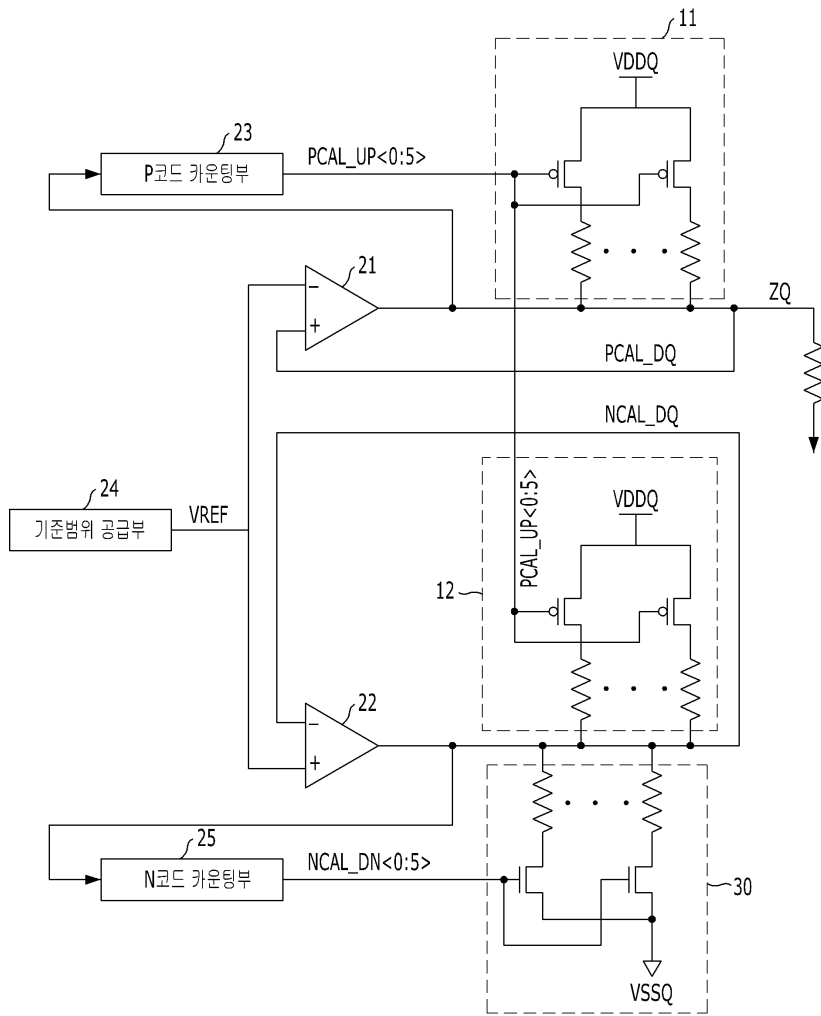 11
VDDQ
23
P코드 카운팅부
PCAL_UP<0:5>
21
−
+
ZQ
PCAL_DQ
NCAL_DQ
24
기준범위 공급부
VREF
PCAL_UP<0:5>
VDDQ
12
22
−
+
25
N코드 카운팅부
NCAL_DN<0:5>
30
VSSQ